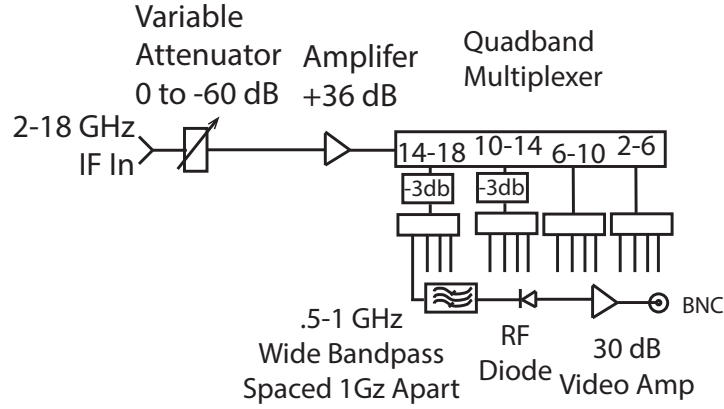 Variable
Attenuator
0 to -60 dB
Amplifer
+36 dB
Quadband
Multiplexer
2-18 GHz
IF In
14-18 10-14 6-10 2-6
-3db -3db
.5-1 GHz
Wide Bandpass
Spaced 1Gz Apart
RF
Diode
30 dB
Video Amp
BNC